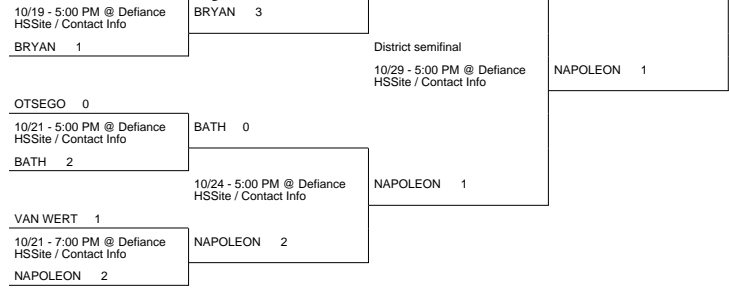 10/19 - 5:00 PM @ Defiance
HSSite / Contact Info
BRYAN 3
BRYAN 1
District semifinal
10/29 - 5:00 PM @ Defiance
HSSite / Contact Info
NAPOLEON 1
OTSEGO 0
10/21 - 5:00 PM @ Defiance
HSSite / Contact Info
BATH 0
BATH 2
10/24 - 5:00 PM @ Defiance
HSSite / Contact Info
NAPOLEON 1
VAN WERT 1
10/21 - 7:00 PM @ Defiance
HSSite / Contact Info
NAPOLEON 2
NAPOLEON 2